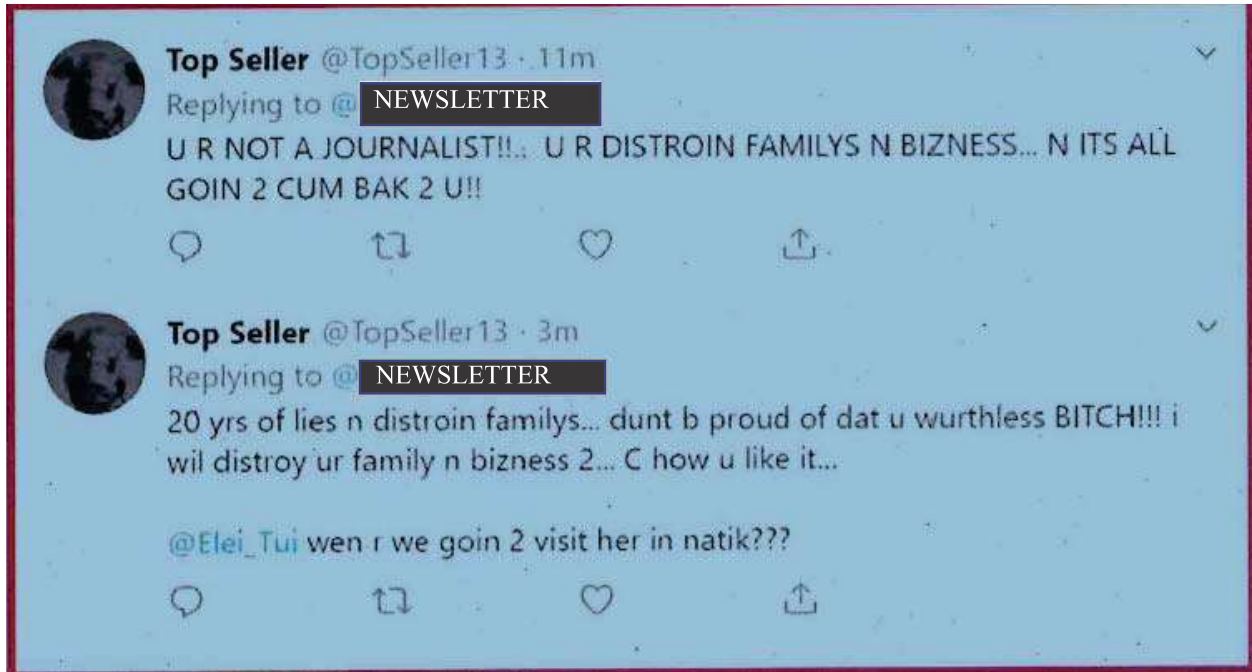 Top Seller @TopSeller13 · 11m
Replying to @ NEWSLETTER
U R NOT A JOURNALIST!!.. U R DISTROIN FAMILYS N BIZNESS... N ITS ALL
GOIN 2 CUM BAK 2 U!!
Top Seller @TopSeller13 · 3m
Replying to @ NEWSLETTER
20 yrs of lies n distroin familys... dunt b proud of dat u wurthless BITCH!!! i
wil distroy ur family n bizness 2... C how u like it...
@Elei_Tui wen r we goin 2 visit her in natik???